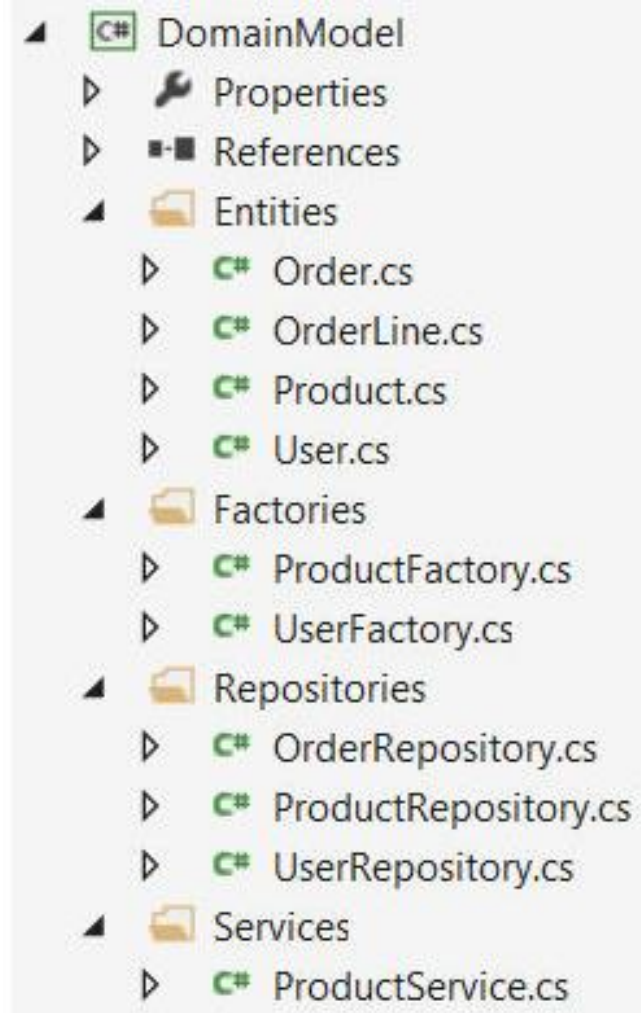 C# DomainModel
Properties
References
Entities
C# Order.cs
C# OrderLine.cs
C# Product.cs
C# User.cs
Factories
C# ProductFactory.cs
C# UserFactory.cs
Repositories
C# OrderRepository.cs
C# ProductRepository.cs
C# UserRepository.cs
Services
C# ProductService.cs